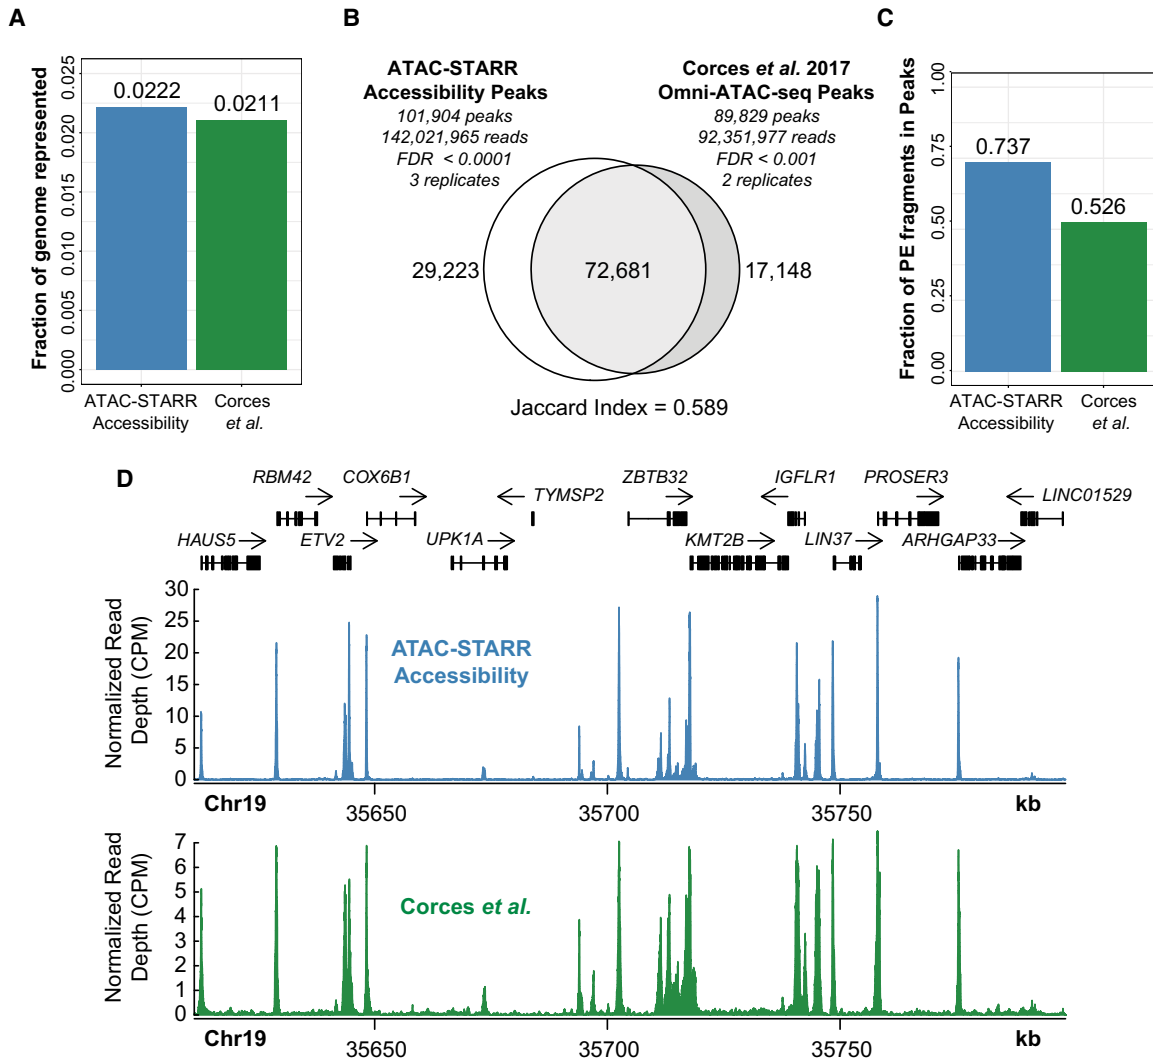 A
Fraction of genome represented
0.025
0.020
0.015
0.010
0.005
0.000
0.0222
0.0211
ATAC-STARR
Accessibility
Corces
et al.
B
ATAC-STARR
Accessibility Peaks
101,904 peaks
142,021,965 reads
FDR < 0.0001
3 replicates
Corces et al. 2017
Omni-ATAC-seq Peaks
89,829 peaks
92,351,977 reads
FDR < 0.001
2 replicates
29,223
72,681
17,148
Jaccard Index = 0.589
C
Fraction of PE fragments in Peaks
1.00
0.75
0.50
0.25
0.00
0.737
0.526
ATAC-STARR
Accessibility
Corces
et al.
D
RBM42
COX6B1
TYMSP2
ZBTB32
IGFLR1
PROSER3
LINC01529
HAUS5
ETV2
UPK1A
KMT2B
LIN37
ARHGAP33
Normalized Read
Depth (CPM)
30
25
20
15
10
5
0
ATAC-STARR
Accessibility
Chr19
35650
35700
35750
kb
Normalized Read
Depth (CPM)
7
6
5
4
3
2
1
0
Corces et al.
Chr19
35650
35700
35750
kb